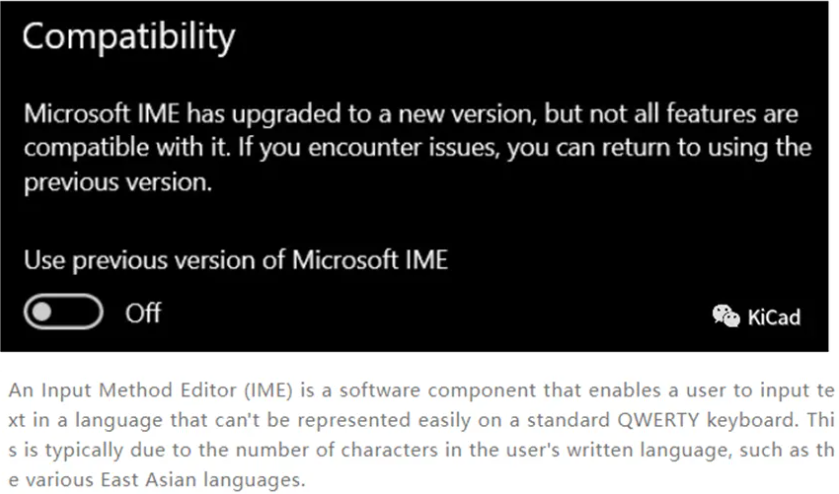 Compatibility
Microsoft IME has upgraded to a new version, but not all features are
compatible with it. If you encounter issues, you can return to using the
previous version.
Use previous version of Microsoft IME
Off
KiCad
An Input Method Editor (IME) is a software component that enables a user to input te
xt in a language that can't be represented easily on a standard QWERTY keyboard. Thi
s is typically due to the number of characters in the user's written language, such as th
e various East Asian languages.